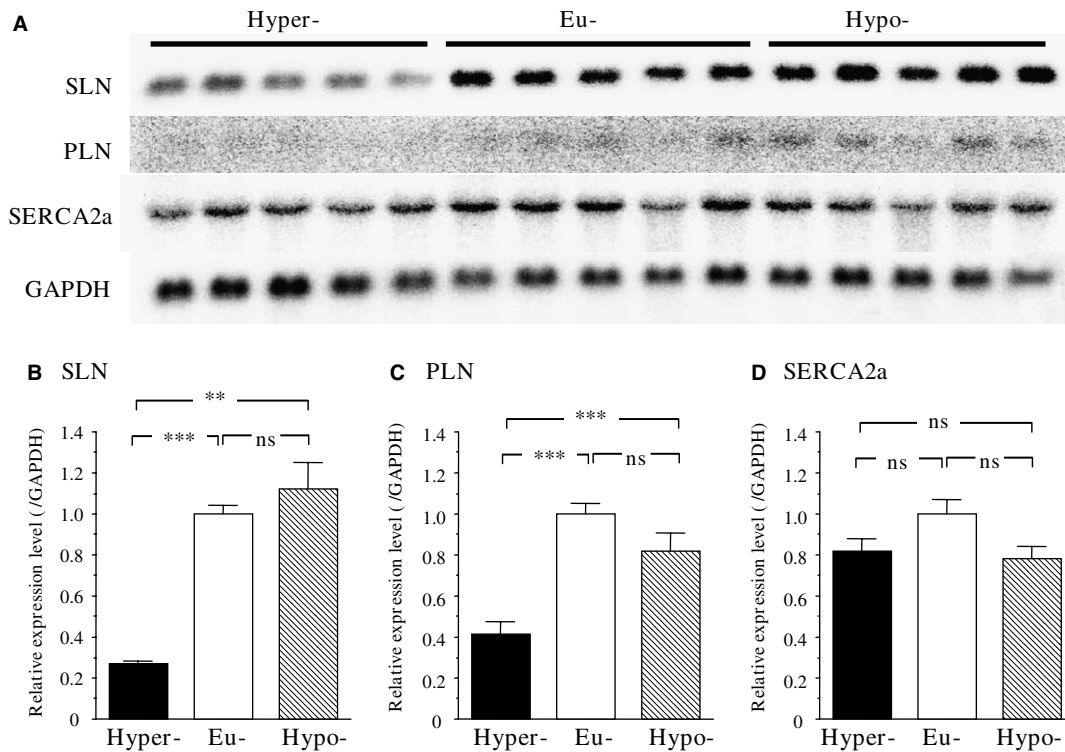 A
Hyper- Eu- Hypo-
SLN
PLN
SERCA2a
GAPDH
B SLN
**
*** ns
Relative expression level ( /GAPDH)
1.4
1.2
1.0
0.8
0.6
0.4
0.2
0
Hyper- Eu- Hypo-
C PLN
***
*** ns
Relative expression level ( /GAPDH)
1.4
1.2
1.0
0.8
0.6
0.4
0.2
0
Hyper- Eu- Hypo-
D SERCA2a
ns
ns ns
Relative expression level ( /GAPDH)
1.4
1.2
1.0
0.8
0.6
0.4
0.2
0
Hyper- Eu- Hypo-